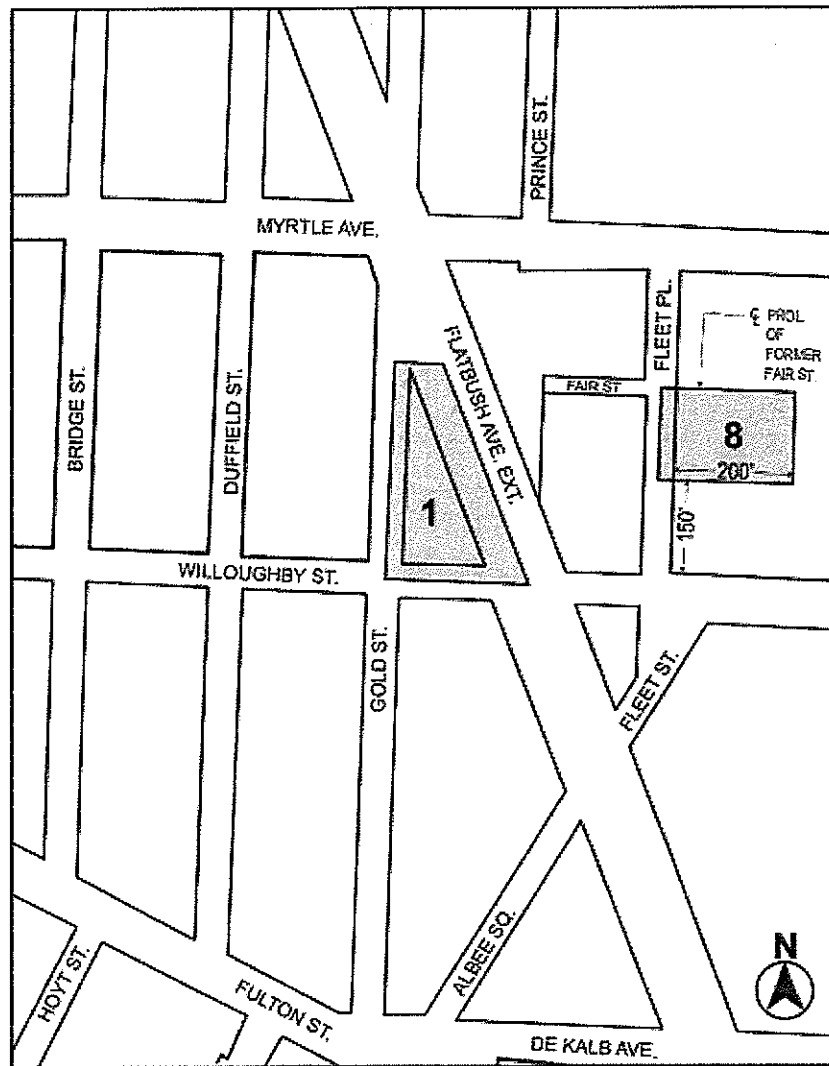 PRINCE ST.
MYRTLE AVE.
FLEET PL.
℄ PROL
OF
FORMER
FAIR ST.
FLATBUSH AVE. EXT.
FAIR ST
BRIDGE ST.
DUFFIELD ST.
8
200'
1
150'
WILLOUGHBY ST.
GOLD ST.
FLEET ST.
ALBEE SQ.
N
HOYT ST.
FULTON ST.
DE KALB AVE.